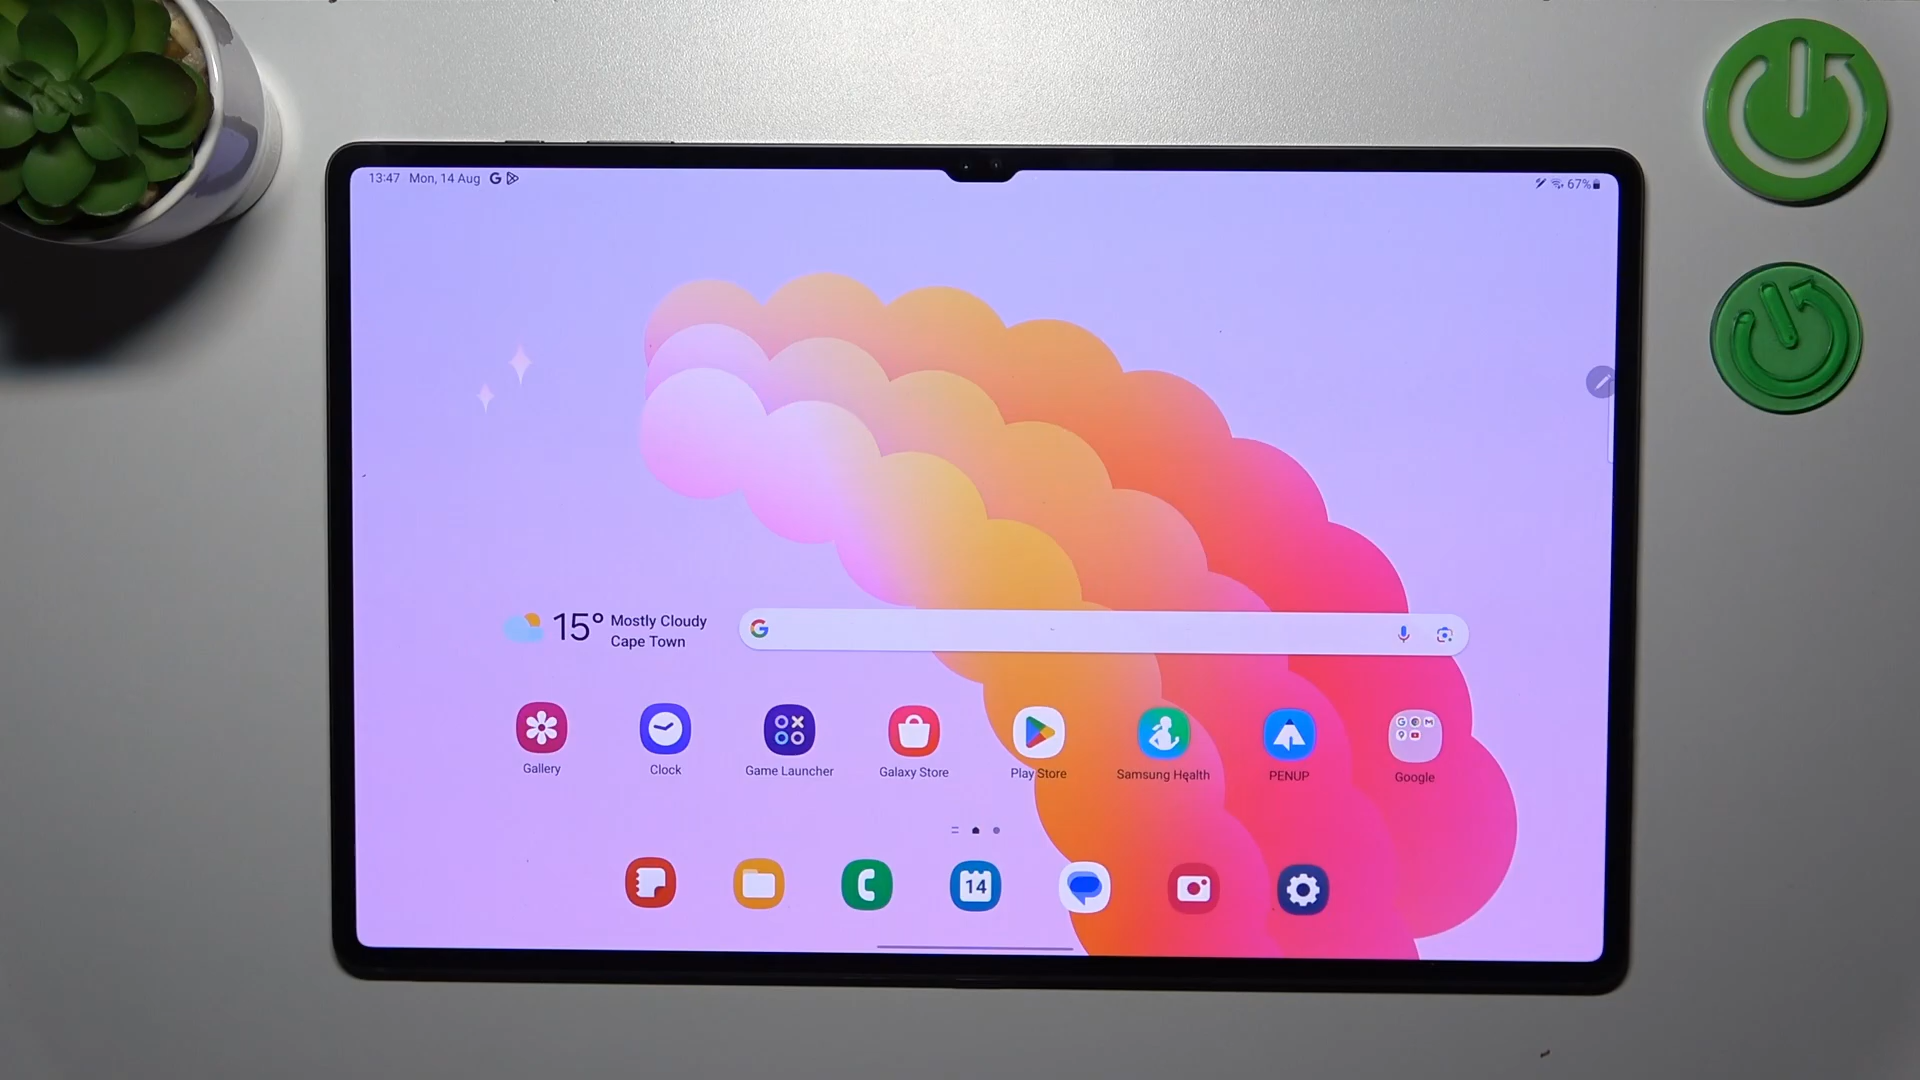 13:47 Mon, 14 Aug G
67%
15° Mostly Cloudy
Cape Town
G
Gallery
Clock
Game Launcher
Galaxy Store
Play Store
Samsung Health
PENUP
Google
14